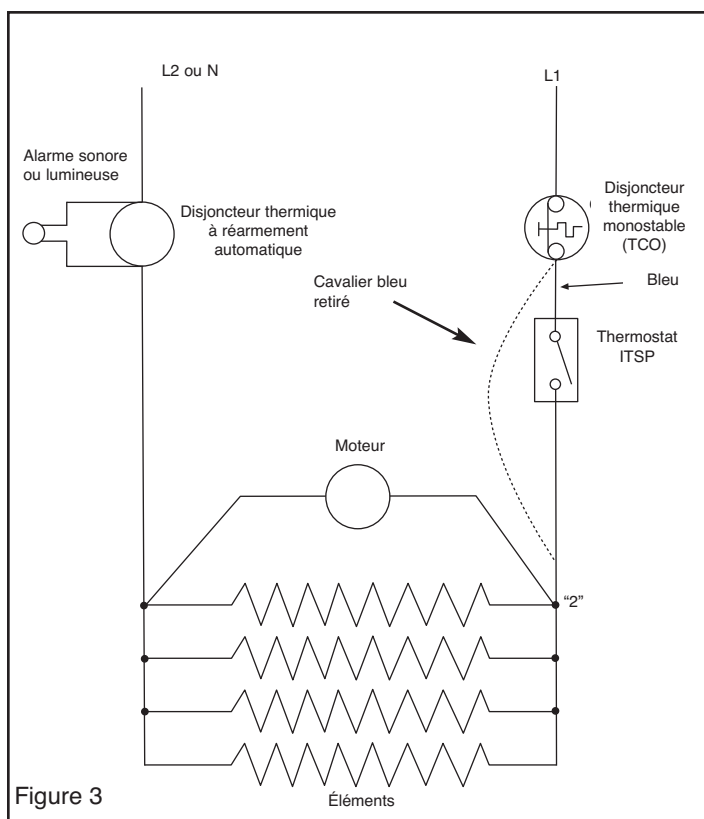 L2 ou N
L1
Alarme sonore
ou lumineuse
Disjoncteur thermique
à réarmement
automatique
Disjoncteur
thermique
monostable
(TCO)
Cavalier bleu
retiré
Bleu
Thermostat
ITSP
Moteur
“2”
Éléments
Figure 3